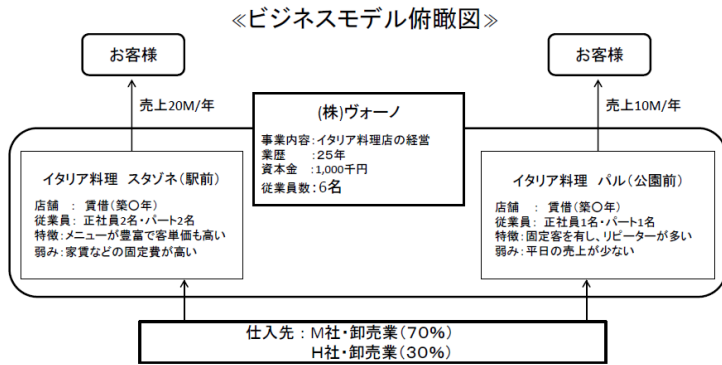 ≪ビジネスモデル俯瞰図≫
お客様
お客様
売上20M/年
売上10M/年
(株)ヴォーノ
事業内容:イタリア料理店の経営
業歴 :25年
資本金 :1,000千円
従業員数:6名
イタリア料理 スタゾネ(駅前)
店舗 : 賃借(築〇年)
従業員: 正社員2名・パート2名
特徴:メニューが豊富で客単価も高い
弱み:家賃などの固定費が高い
イタリア料理 パル(公園前)
店舗 : 賃借(築〇年)
従業員: 正社員1名・パート1名
特徴:固定客を有し、リピーターが多い
弱み:平日の売上が少ない
仕入先 : M社・卸売業(70%)
H社・卸売業(30%)